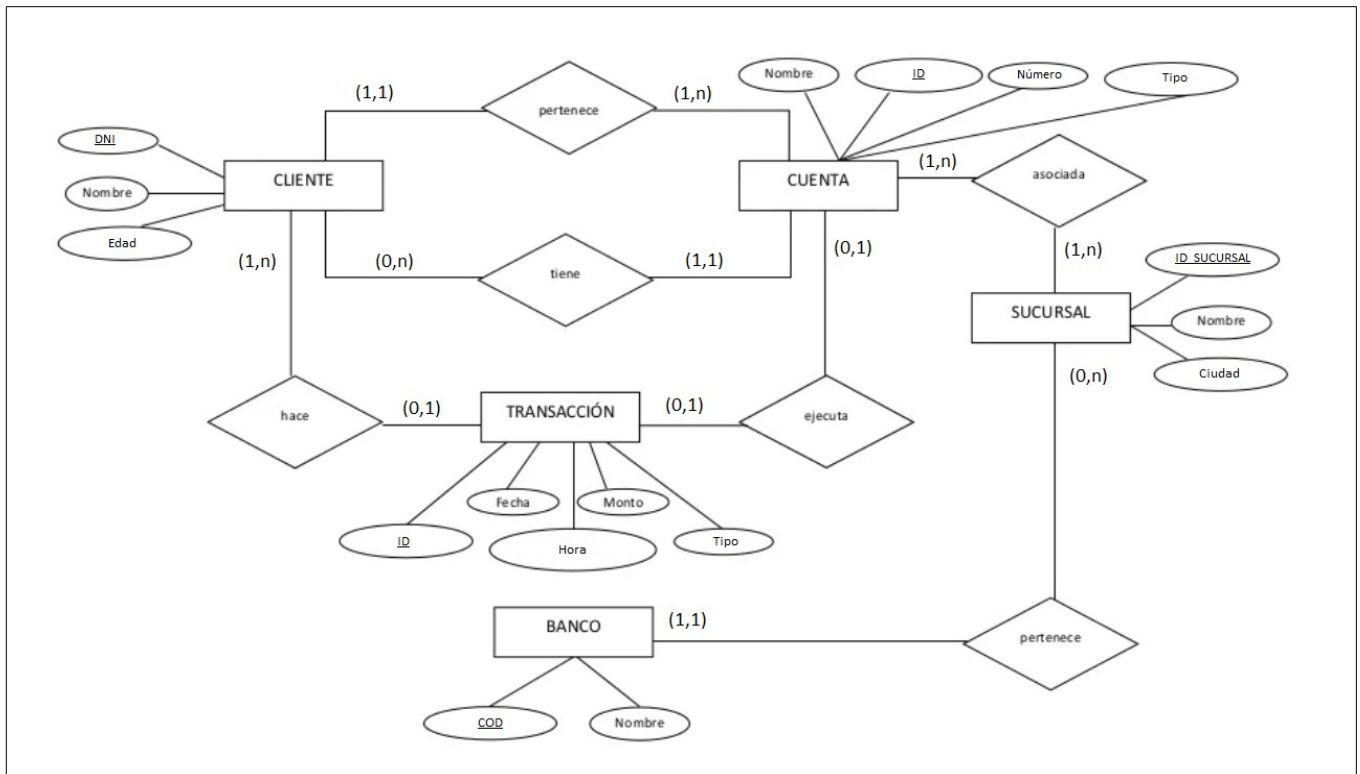 Nombre
ID
Número
Tipo
(1,1)
pertenece
(1,n)
DNI
Nombre
Edad
CLIENTE
CUENTA
(1,n)
asociada
(1,n)
(0,n)
tiene
(1,1)
(0,1)
(1,n)
ID_SUCURSAL
SUCURSAL
Nombre
Ciudad
(0,n)
hace
(0,1)
TRANSACCIÓN
(0,1)
ejecuta
Fecha
Monto
ID
Hora
Tipo
BANCO
(1,1)
pertenece
COD
Nombre